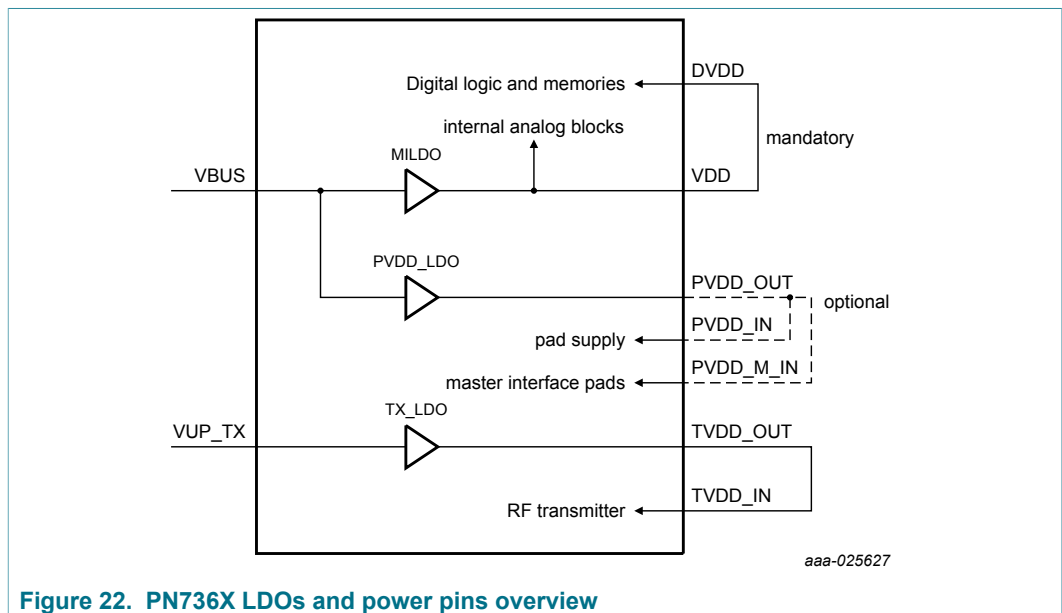 DVDD
Digital logic and memories
internal analog blocks
mandatory
MILDO
VBUS
VDD
PVDD_LDO
PVDD_OUT
optional
PVDD_IN
pad supply
PVDD_M_IN
master interface pads
TX_LDO
VUP_TX
TVDD_OUT
TVDD_IN
RF transmitter
aaa-025627
Figure 22. PN736X LDOs and power pins overview